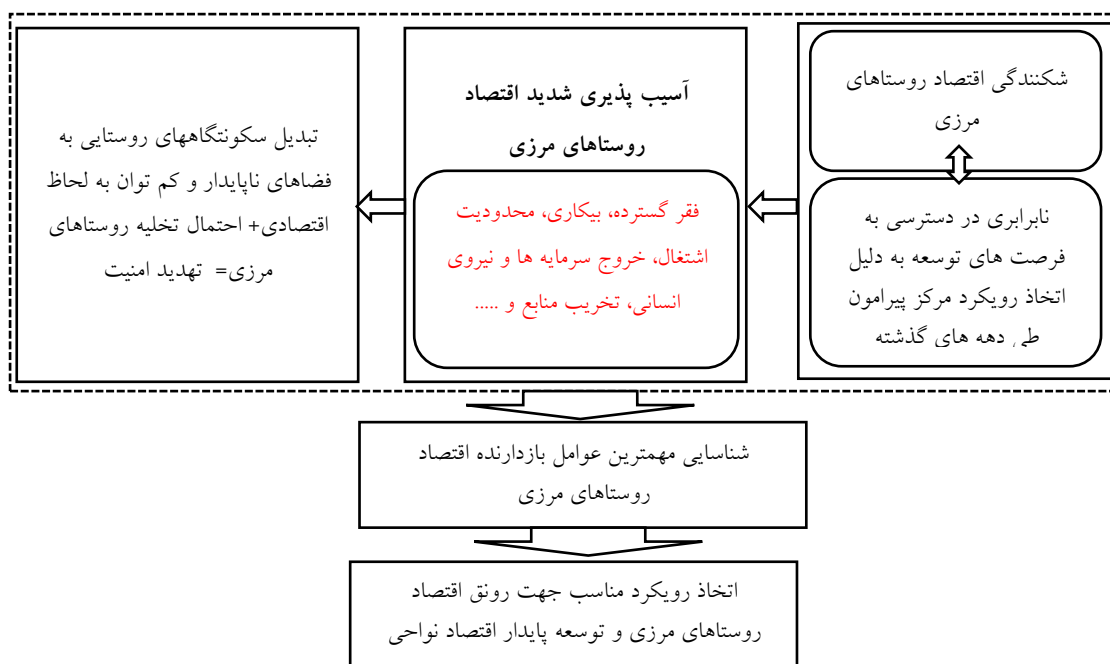 شکنندگی اقتصاد روستاهای
مرزی
نابرابری در دسترسی به
فرصت های توسعه به دلیل
اتخاذ رویکرد مرکز پیرامون
طی دهه های گذشته
آسیب پذیری شدید اقتصاد
روستاهای مرزی
فقر گسترده، بیکاری، محدودیت
اشتغال، خروج سرمایه ها و نیروی
انسانی، تخریب منابع و .....
تبدیل سکونتگاههای روستایی به
فضاهای ناپایدار و کم توان به لحاظ
اقتصادی+ احتمال تخلیه روستاهای
مرزی= تهدید امنیت
شناسایی مهمترین عوامل بازدارنده اقتصاد
روستاهای مرزی
اتخاذ رویکرد مناسب جهت رونق اقتصاد
روستاهای مرزی و توسعه پایدار اقتصاد نواحی